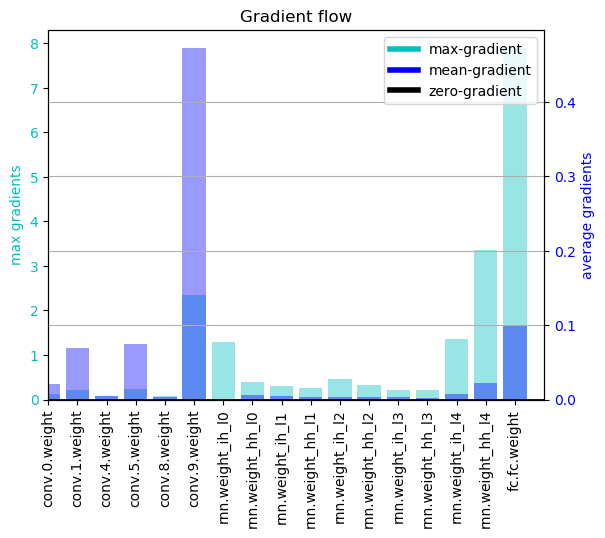 Gradient flow
max-gradient
mean-gradient
zero-gradient
max gradients
8
7
6
5
4
3
2
1
0
average gradients
0.4
0.3
0.2
0.1
0.0
conv.0.weight
conv.1.weight
conv.4.weight
conv.5.weight
conv.8.weight
conv.9.weight
rnn.weight_ih_l0
rnn.weight_hh_l0
rnn.weight_ih_l1
rnn.weight_hh_l1
rnn.weight_ih_l2
rnn.weight_hh_l2
rnn.weight_ih_l3
rnn.weight_hh_l3
rnn.weight_ih_l4
rnn.weight_hh_l4
fc.fc.weight